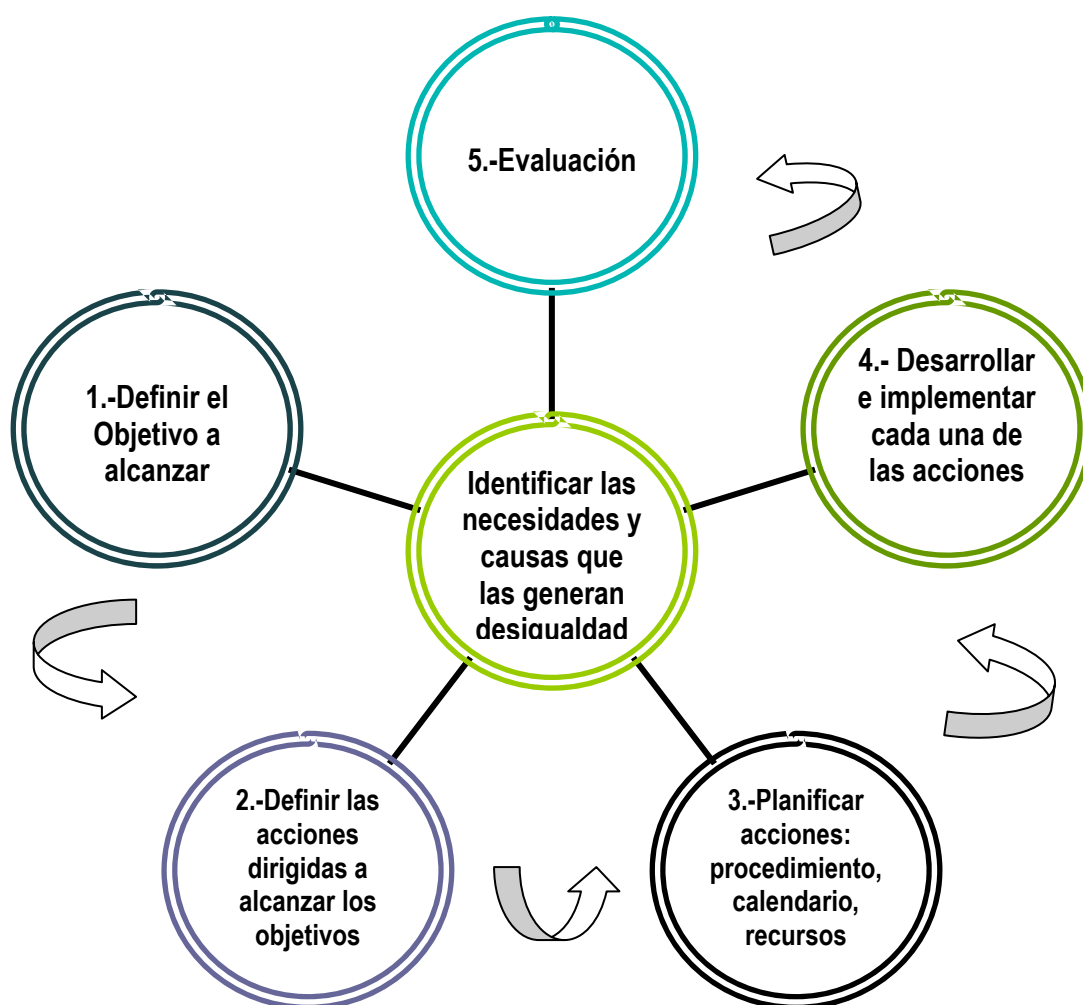 5.-Evaluación
1.-Definir el
Objetivo a
alcanzar
4.- Desarrollar
e implementar
cada una de
las acciones
Identificar las
necesidades y
causas que
las generan
desigualdad
2.-Definir las
acciones
dirigidas a
alcanzar los
objetivos
3.-Planificar
acciones:
procedimiento,
calendario,
recursos